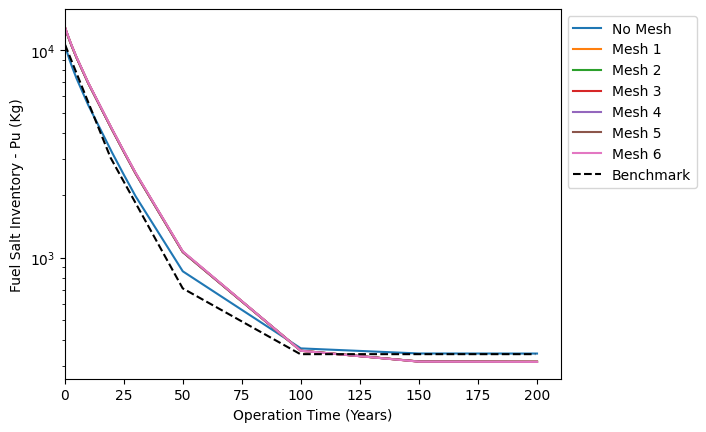 No Mesh
Mesh 1
Mesh 2
Mesh 3
Mesh 4
Mesh 5
Mesh 6
Benchmark
Fuel Salt Inventory - Pu (Kg)
10⁴
10³
0 25 50 75 100 125 150 175 200
Operation Time (Years)